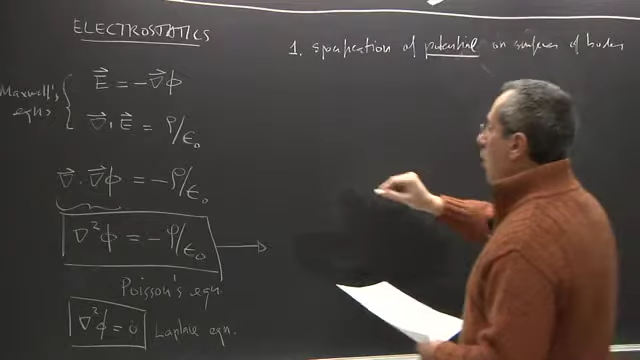 ELECTROSTATICS
Maxwell's eqns
E⃗ = -∇⃗ϕ
∇⃗·E⃗ = ρ/ε₀
∇⃗·∇⃗ϕ = -ρ/ε₀
∇²ϕ = -ρ/ε₀
Poisson's eqn.
∇²ϕ = 0 Laplace eqn.
1. specification of potential on surfaces of bodies